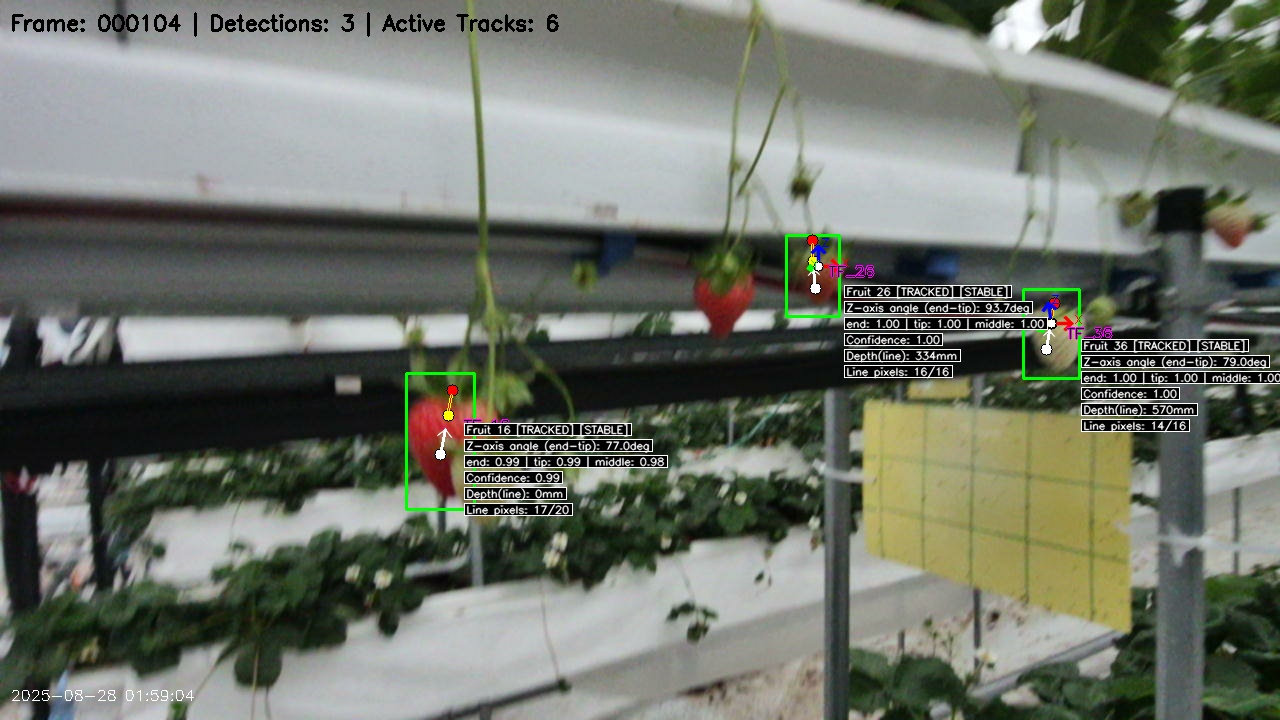 Frame: 000104 | Detections: 3 | Active Tracks: 6
TF_26
Fruit 26 [TRACKED] [STABLE]
Z-axis angle (end-tip): 93.7deg
end: 1.00 | tip: 1.00 | middle: 1.00
Confidence: 1.00
Depth(line): 334mm
Line pixels: 16/16
TF_36
Fruit 36 [TRACKED] [STABLE]
Z-axis angle (end-tip): 79.0deg
end: 1.00 | tip: 1.00 | middle: 1.00
Confidence: 1.00
Depth(line): 570mm
Line pixels: 14/16
Fruit 16 [TRACKED] [STABLE]
Z-axis angle (end-tip): 77.0deg
end: 0.99 | tip: 0.99 | middle: 0.98
Confidence: 0.99
Depth(line): 0mm
Line pixels: 17/20
2025-08-28 01:59:04